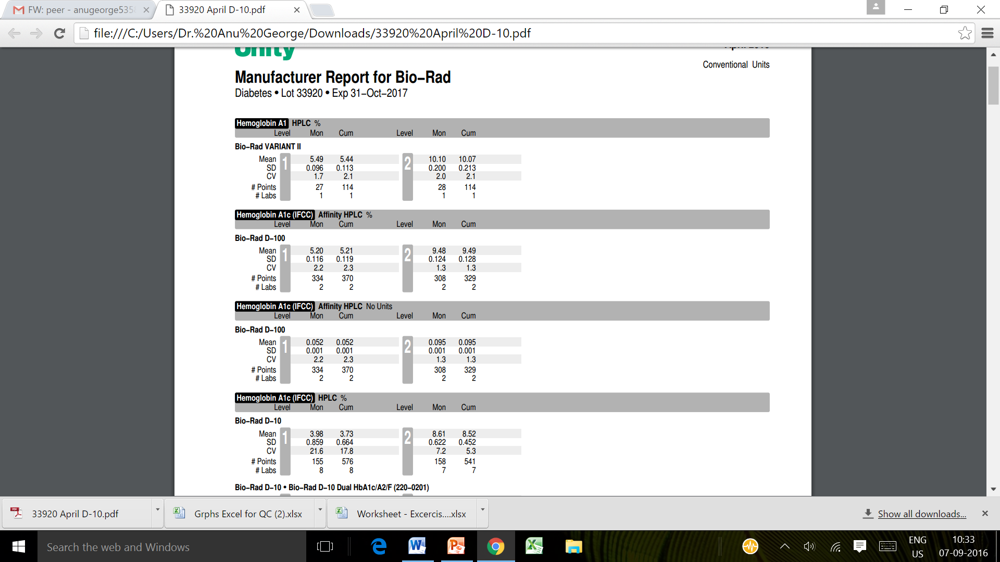 FW: peer - anugeorge535
33920 April D-10.pdf
file:///C:/Users/Dr.%20Anu%20George/Downloads/33920%20April%20D-10.pdf
Unity
Conventional Units
Manufacturer Report for Bio-Rad
Diabetes • Lot 33920 • Exp 31-Oct-2017
Hemoglobin A1 HPLC %
Level Mon Cum Level Mon Cum
Bio-Rad VARIANT II
Mean 1 5.49 5.44 2 10.10 10.07
SD 0.096 0.113 0.200 0.213
CV 1.7 2.1 2.0 2.1
# Points 27 114 28 114
# Labs 1 1 1 1
Hemoglobin A1c (IFCC) Affinity HPLC %
Level Mon Cum Level Mon Cum
Bio-Rad D-100
Mean 1 5.20 5.21 2 9.48 9.49
SD 0.116 0.119 0.124 0.128
CV 2.2 2.3 1.3 1.3
# Points 334 370 308 329
# Labs 2 2 2 2
Hemoglobin A1c (IFCC) Affinity HPLC No Units
Level Mon Cum Level Mon Cum
Bio-Rad D-100
Mean 1 0.052 0.052 2 0.095 0.095
SD 0.001 0.001 0.001 0.001
CV 2.2 2.3 1.3 1.3
# Points 334 370 308 329
# Labs 2 2 2 2
Hemoglobin A1c (IFCC) HPLC %
Level Mon Cum Level Mon Cum
Bio-Rad D-10
Mean 1 3.98 3.73 2 8.61 8.52
SD 0.859 0.664 0.622 0.452
CV 21.6 17.8 7.2 5.3
# Points 155 576 158 541
# Labs 8 8 7 7
Bio-Rad D-10 • Bio-Rad D-10 Dual HbA1c/A2/F (220-0201)
33920 April D-10.pdf
Grphs Excel for QC (2).xlsx
Worksheet - Excercis....xlsx
Show all downloads...
Search the web and Windows
ENG
US
10:33
07-09-2016